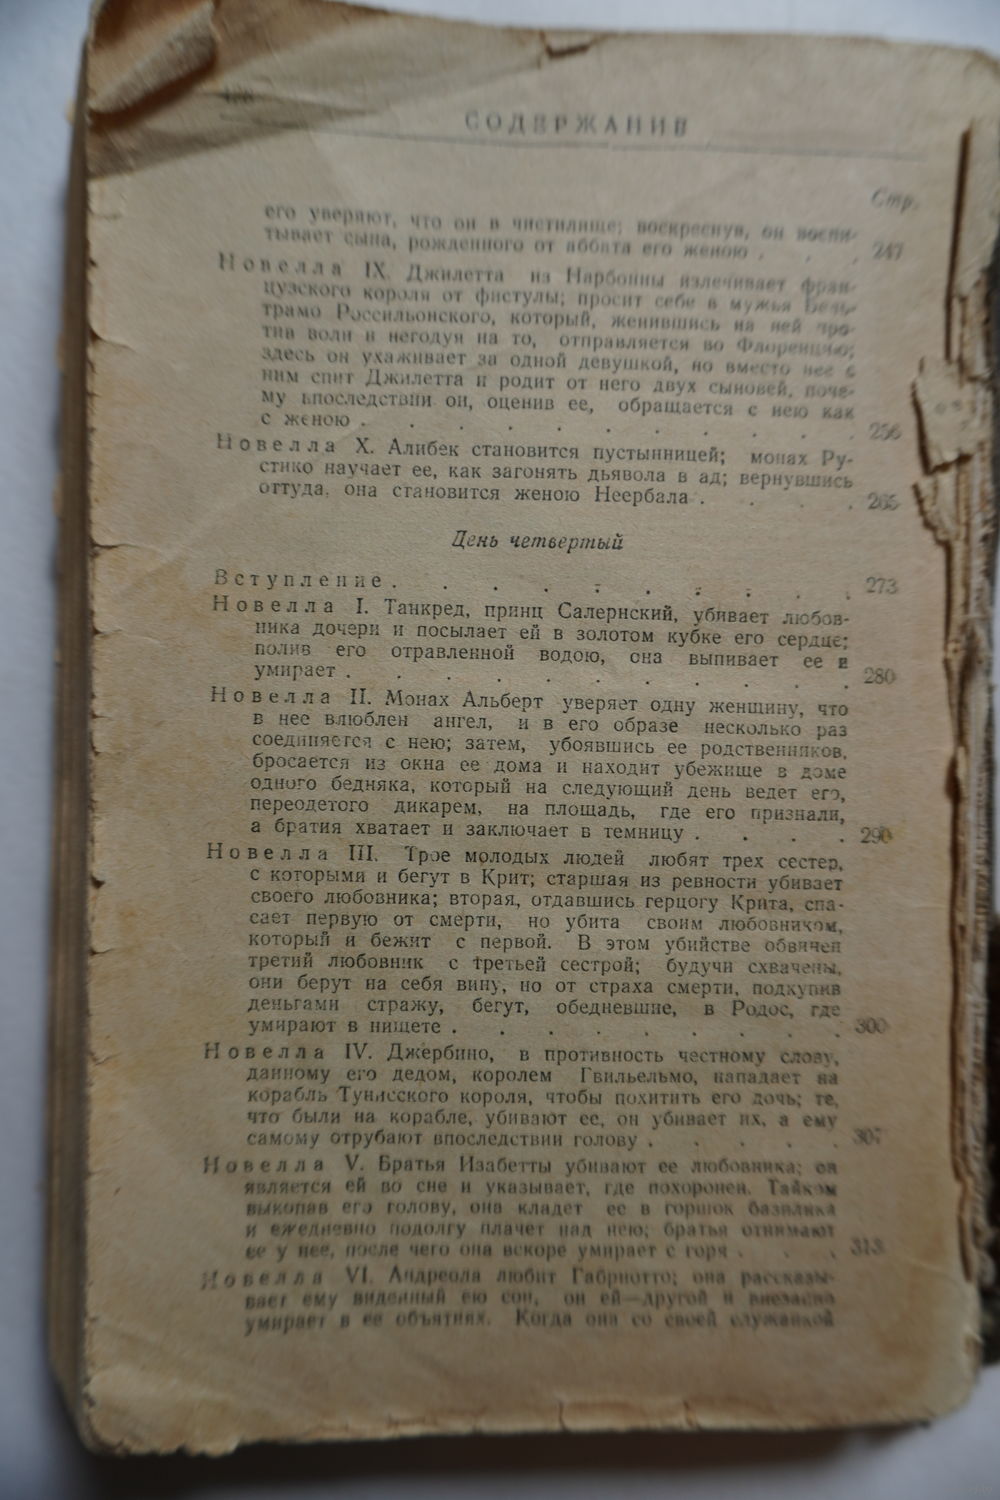 СОДЕРЖАНИЕ
Стр.
его уверяют, что он в чистилище; воскреснув, он воспи-
тывает сына, рожденного от аббата его женою . . . 247
Новелла IX. Джилетта из Нарбонны излечивает фран-
цузского короля от фистулы; просит себе в мужья Бель-
трамо Россильонского, который, женившись на ней про-
тив воли и негодуя на то, отправляется во Флоренцию;
здесь он ухаживает за одной девушкой, но вместо нее с
ним спит Джилетта и родит от него двух сыновей, поче-
му впоследствии он, оценив ее, обращается с нею как
с женою . . . . . . . . . . . 256
Новелла X. Алибек становится пустынницей; монах Ру-
стико научает ее, как загонять дьявола в ад; вернувшись
оттуда, она становится женою Неербала . . . . 265
День четвертый
Вступление . . . . . . . . . . 273
Новелла I. Танкред, принц Салернский, убивает любов-
ника дочери и посылает ей в золотом кубке его сердце;
полив его отравленной водою, она выпивает ее и
умирает . . . . . . . . . . . 280
Новелла II. Монах Альберт уверяет одну женщину, что
в нее влюблен ангел, и в его образе несколько раз
соединяется с нею; затем, убоявшись ее родственников,
бросается из окна ее дома и находит убежище в доме
одного бедняка, который на следующий день ведет его,
переодетого дикарем, на площадь, где его признали,
а братия хватает и заключает в темницу . . . . 290
Новелла III. Трое молодых людей любят трех сестер,
с которыми и бегут в Крит; старшая из ревности убивает
своего любовника; вторая, отдавшись герцогу Крита, спа-
сает первую от смерти, но убита своим любовником,
который и бежит с первой. В этом убийстве обвинен
третий любовник с третьей сестрой; будучи схвачены,
они берут на себя вину, но от страха смерти, подкупив
деньгами стражу, бегут, обедневшие, в Родос, где
умирают в нищете . . . . . . . . . 300
Новелла IV. Джербино, в противность честному слову,
данному его дедом, королем Гвильельмо, нападает на
корабль Тунисского короля, чтобы похитить его дочь; те,
что были на корабле, убивают ее, он убивает их, а ему
самому отрубают впоследствии голову . . . . . 307
Новелла V. Братья Изабетты убивают ее любовника; он
является ей во сне и указывает, где похоронен. Тайком
выкопав его голову, она кладет ее в горшок базилика
и ежедневно подолгу плачет над нею; братья отнимают
ее у нее, после чего она вскоре умирает с горя . . . 313
Новелла VI. Андреола любит Габриотто; она рассказы-
вает ему виденный ею сон, он ей—другой и внезапно
умирает в ее объятиях. Когда она со своей служанкой